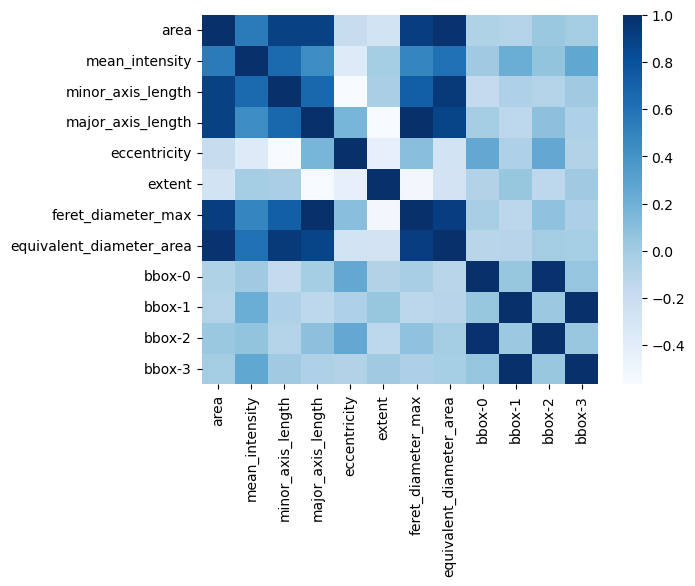 area
mean_intensity
minor_axis_length
major_axis_length
eccentricity
extent
feret_diameter_max
equivalent_diameter_area
bbox-0
bbox-1
bbox-2
bbox-3
area
mean_intensity
minor_axis_length
major_axis_length
eccentricity
extent
feret_diameter_max
equivalent_diameter_area
bbox-0
bbox-1
bbox-2
bbox-3
1.0
0.8
0.6
0.4
0.2
0.0
−0.2
−0.4